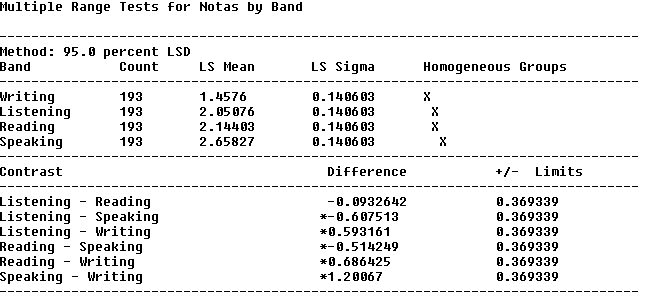 Multiple Range Tests for Notas by Band
--------------------------------------------------------------------------------
Method: 95.0 percent LSD
Band Count LS Mean LS Sigma Homogeneous Groups
--------------------------------------------------------------------------------
Writing 193 1.4576 0.140603 X
Listening 193 2.05076 0.140603 X
Reading 193 2.14403 0.140603 X
Speaking 193 2.65827 0.140603 X
--------------------------------------------------------------------------------
Contrast Difference +/- Limits
--------------------------------------------------------------------------------
Listening - Reading -0.0932642 0.369339
Listening - Speaking *-0.607513 0.369339
Listening - Writing *0.593161 0.369339
Reading - Speaking *-0.514249 0.369339
Reading - Writing *0.686425 0.369339
Speaking - Writing *1.20067 0.369339
--------------------------------------------------------------------------------